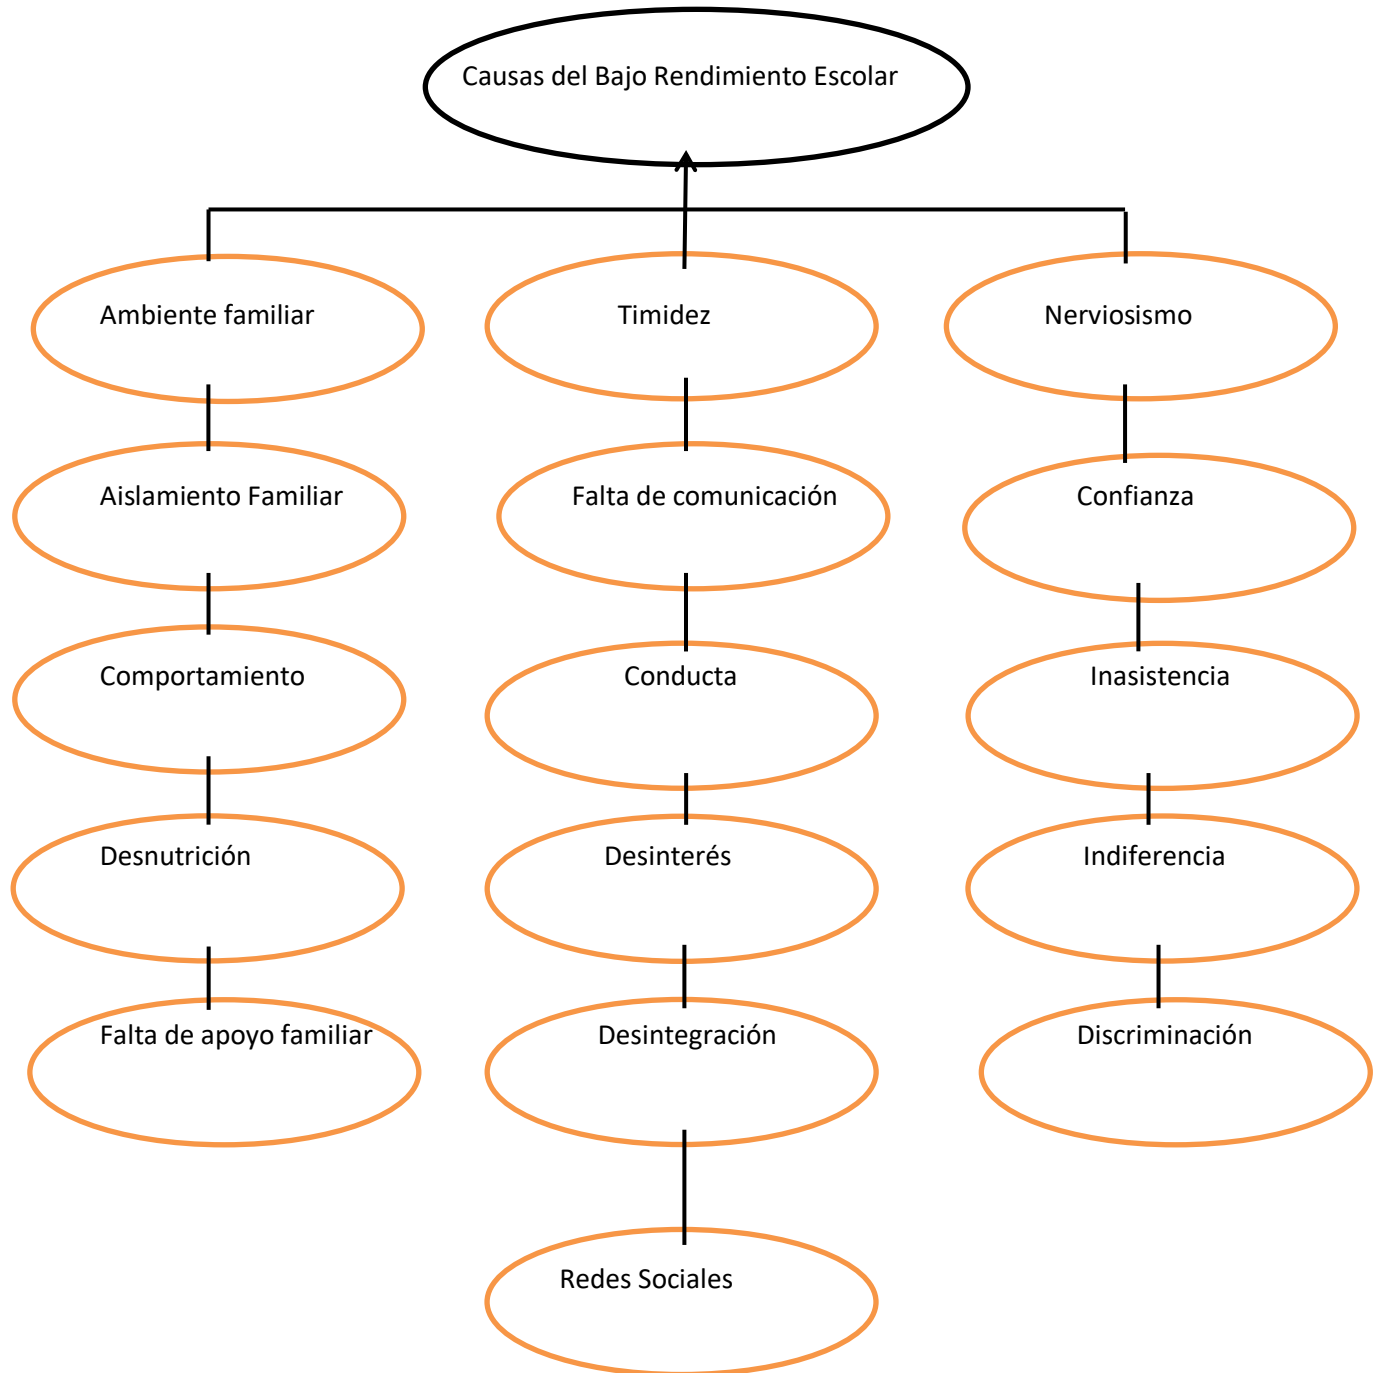 Causas del Bajo Rendimiento Escolar
Ambiente familiar
Timidez
Nerviosismo
Aislamiento Familiar
Falta de comunicación
Confianza
Comportamiento
Conducta
Inasistencia
Desnutrición
Desinterés
Indiferencia
Falta de apoyo familiar
Desintegración
Discriminación
Redes Sociales